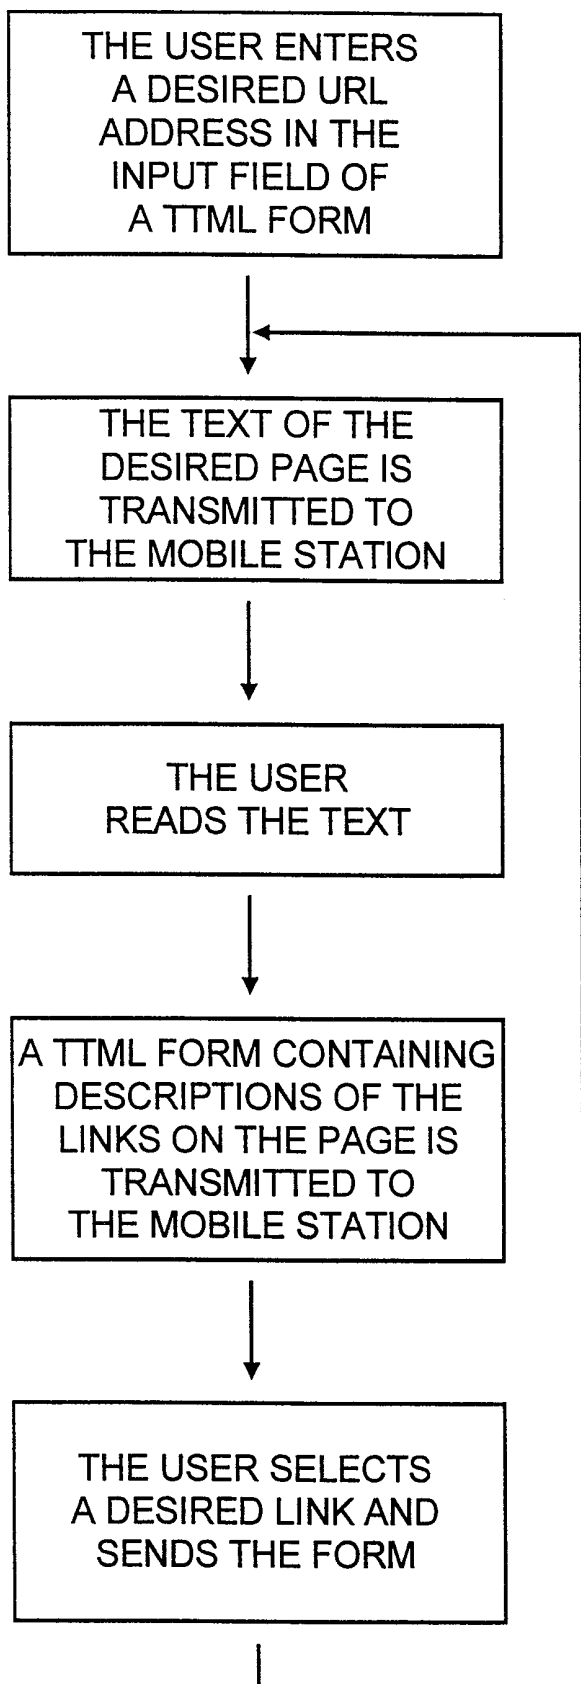 THE USER ENTERS
A DESIRED URL
ADDRESS IN THE
INPUT FIELD OF
A TTML FORM
THE TEXT OF THE
DESIRED PAGE IS
TRANSMITTED TO
THE MOBILE STATION
THE USER
READS THE TEXT
A TTML FORM CONTAINING
DESCRIPTIONS OF THE
LINKS ON THE PAGE IS
TRANSMITTED TO
THE MOBILE STATION
THE USER SELECTS
A DESIRED LINK AND
SENDS THE FORM